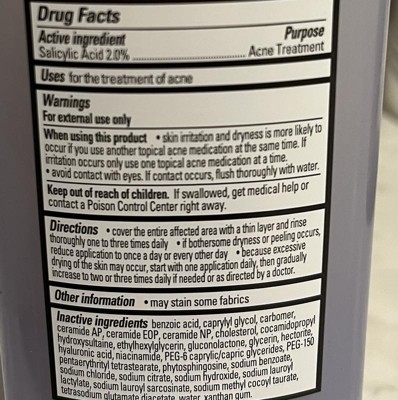 Drug Facts
Active ingredient Purpose
Salicylic Acid 2.0% ........................ Acne Treatment
Uses for the treatment of acne
Warnings
For external use only
When using this product • skin irritation and dryness is more likely to
occur if you use another topical acne medication at the same time. If
irritation occurs only use one topical acne medication at a time.
• avoid contact with eyes. If contact occurs, flush thoroughly with water.
Keep out of reach of children. If swallowed, get medical help or
contact a Poison Control Center right away.
Directions • cover the entire affected area with a thin layer and rinse
thoroughly one to three times daily • if bothersome dryness or peeling occurs,
reduce application to once a day or every other day • because excessive
drying of the skin may occur, start with one application daily, then gradually
increase to two or three times daily if needed or as directed by a doctor.
Other information • may stain some fabrics
Inactive ingredients benzoic acid, caprylyl glycol, carbomer,
ceramide AP, ceramide EOP, ceramide NP, cholesterol, cocamidopropyl
hydroxysultaine, ethylhexylglycerin, gluconolactone, glycerin, hectorite,
hyaluronic acid, niacinamide, PEG-6 caprylic/capric glycerides, PEG-150
pentaerythrityl tetrastearate, phytosphingosine, sodium benzoate,
sodium chloride, sodium citrate, sodium hydroxide, sodium lauroyl
lactylate, sodium lauroyl sarcosinate, sodium methyl cocoyl taurate,
tetrasodium glutamate diacetate, water, xanthan gum.